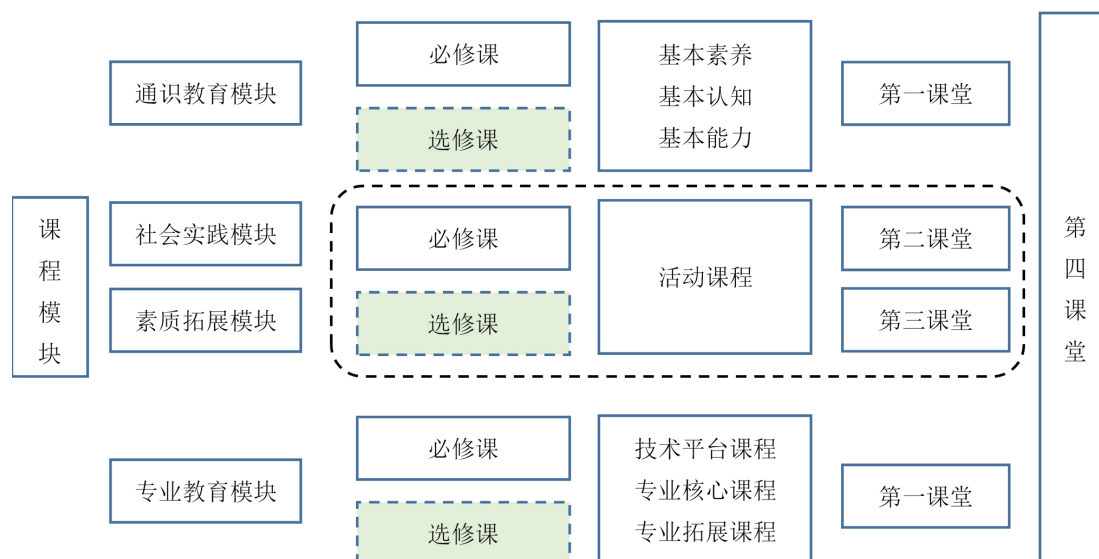 课程模块
通识教育模块
必修课
选修课
基本素养
基本认知
基本能力
第一课堂
社会实践模块
素质拓展模块
必修课
选修课
活动课程
第二课堂
第三课堂
专业教育模块
必修课
选修课
技术平台课程
专业核心课程
专业拓展课程
第一课堂
第四课堂